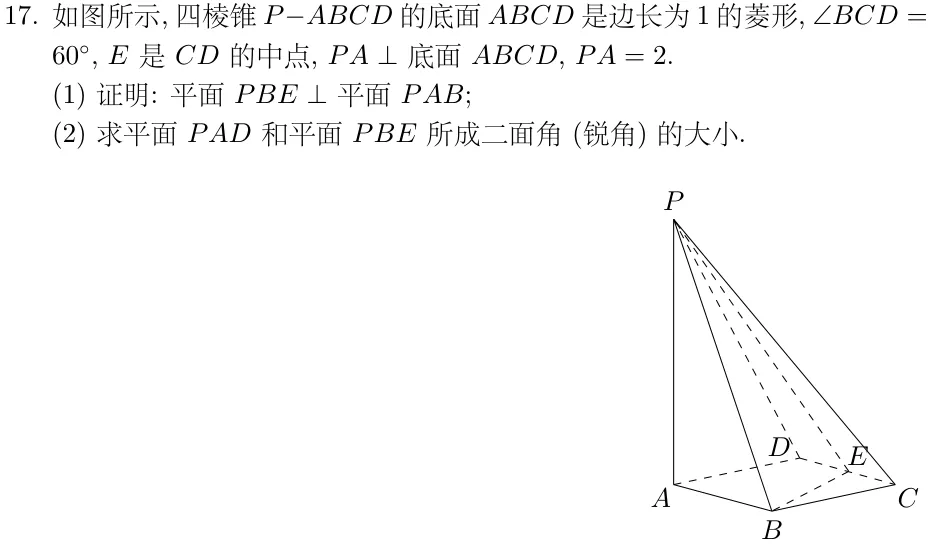 17. 如图所示, 四棱锥 P−ABCD 的底面 ABCD 是边长为 1 的菱形, ∠BCD =
60°, E 是 CD 的中点, PA ⊥ 底面 ABCD, PA = 2.
(1) 证明: 平面 PBE ⊥ 平面 PAB;
(2) 求平面 PAD 和平面 PBE 所成二面角 (锐角) 的大小.
P
D
E
A
C
B